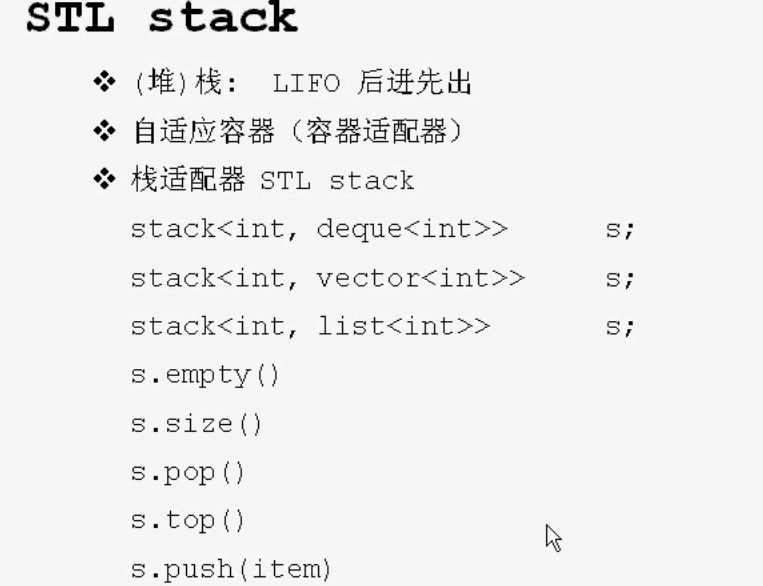 STL stack
❖ (堆)栈: LIFO 后进先出
❖ 自适应容器（容器适配器）
❖ 栈适配器 STL stack
stack<int, deque<int>> s;
stack<int, vector<int>> s;
stack<int, list<int>> s;
s.empty()
s.size()
s.pop()
s.top()
s.push(item)